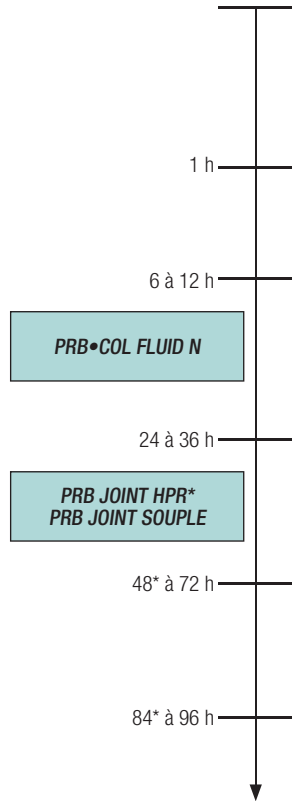 1 h
6 à 12 h
PRB•COL FLUID N
24 à 36 h
PRB JOINT HPR*
PRB JOINT SOUPLE
48* à 72 h
84* à 96 h